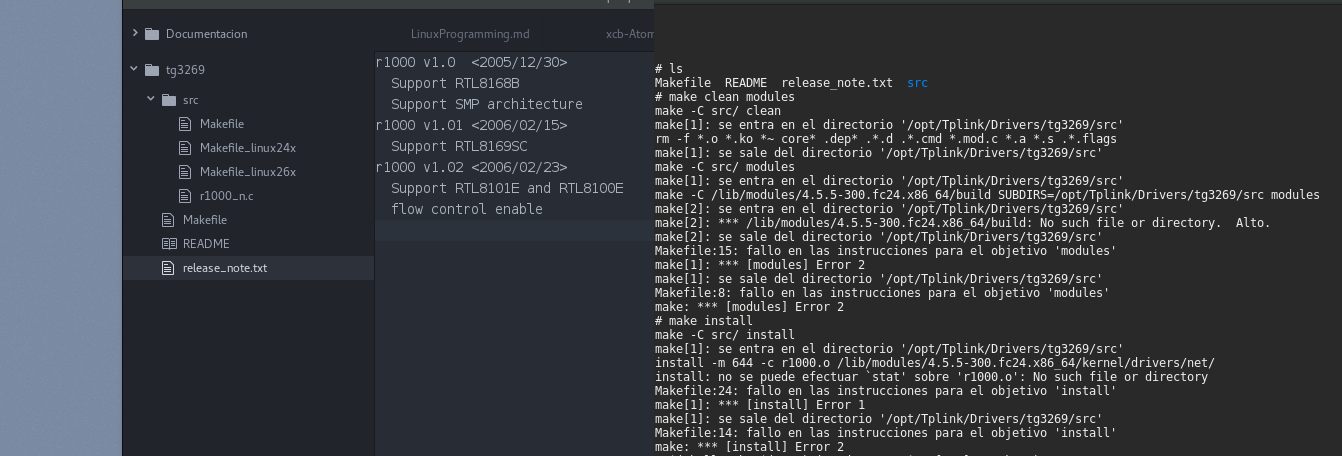 Documentacion
tg3269
src
Makefile
Makefile_linux24x
Makefile_linux26x
r1000_n.c
Makefile
README
release_note.txt
LinuxProgramming.md
xcb-Atom
r1000 v1.0  <2005/12/30>
  Support RTL8168B
  Support SMP architecture
r1000 v1.01 <2006/02/15>
  Support RTL8169SC
r1000 v1.02 <2006/02/23>
  Support RTL8101E and RTL8100E
  flow control enable
# ls
Makefile  README  release_note.txt  src
# make clean modules
make -C src/ clean
make[1]: se entra en el directorio '/opt/Tplink/Drivers/tg3269/src'
rm -f *.o *.ko *~ core* .dep* .*.d .*.cmd *.mod.c *.a *.s .*.flags
make[1]: se sale del directorio '/opt/Tplink/Drivers/tg3269/src'
make -C src/ modules
make[1]: se entra en el directorio '/opt/Tplink/Drivers/tg3269/src'
make -C /lib/modules/4.5.5-300.fc24.x86_64/build SUBDIRS=/opt/Tplink/Drivers/tg3269/src modules
make[2]: se entra en el directorio '/opt/Tplink/Drivers/tg3269/src'
make[2]: *** /lib/modules/4.5.5-300.fc24.x86_64/build: No such file or directory.  Alto.
make[2]: se sale del directorio '/opt/Tplink/Drivers/tg3269/src'
Makefile:15: fallo en las instrucciones para el objetivo 'modules'
make[1]: *** [modules] Error 2
make[1]: se sale del directorio '/opt/Tplink/Drivers/tg3269/src'
Makefile:8: fallo en las instrucciones para el objetivo 'modules'
make: *** [modules] Error 2
# make install
make -C src/ install
make[1]: se entra en el directorio '/opt/Tplink/Drivers/tg3269/src'
install -m 644 -c r1000.o /lib/modules/4.5.5-300.fc24.x86_64/kernel/drivers/net/
install: no se puede efectuar `stat' sobre 'r1000.o': No such file or directory
Makefile:24: fallo en las instrucciones para el objetivo 'install'
make[1]: *** [install] Error 1
make[1]: se sale del directorio '/opt/Tplink/Drivers/tg3269/src'
Makefile:14: fallo en las instrucciones para el objetivo 'install'
make: *** [install] Error 2